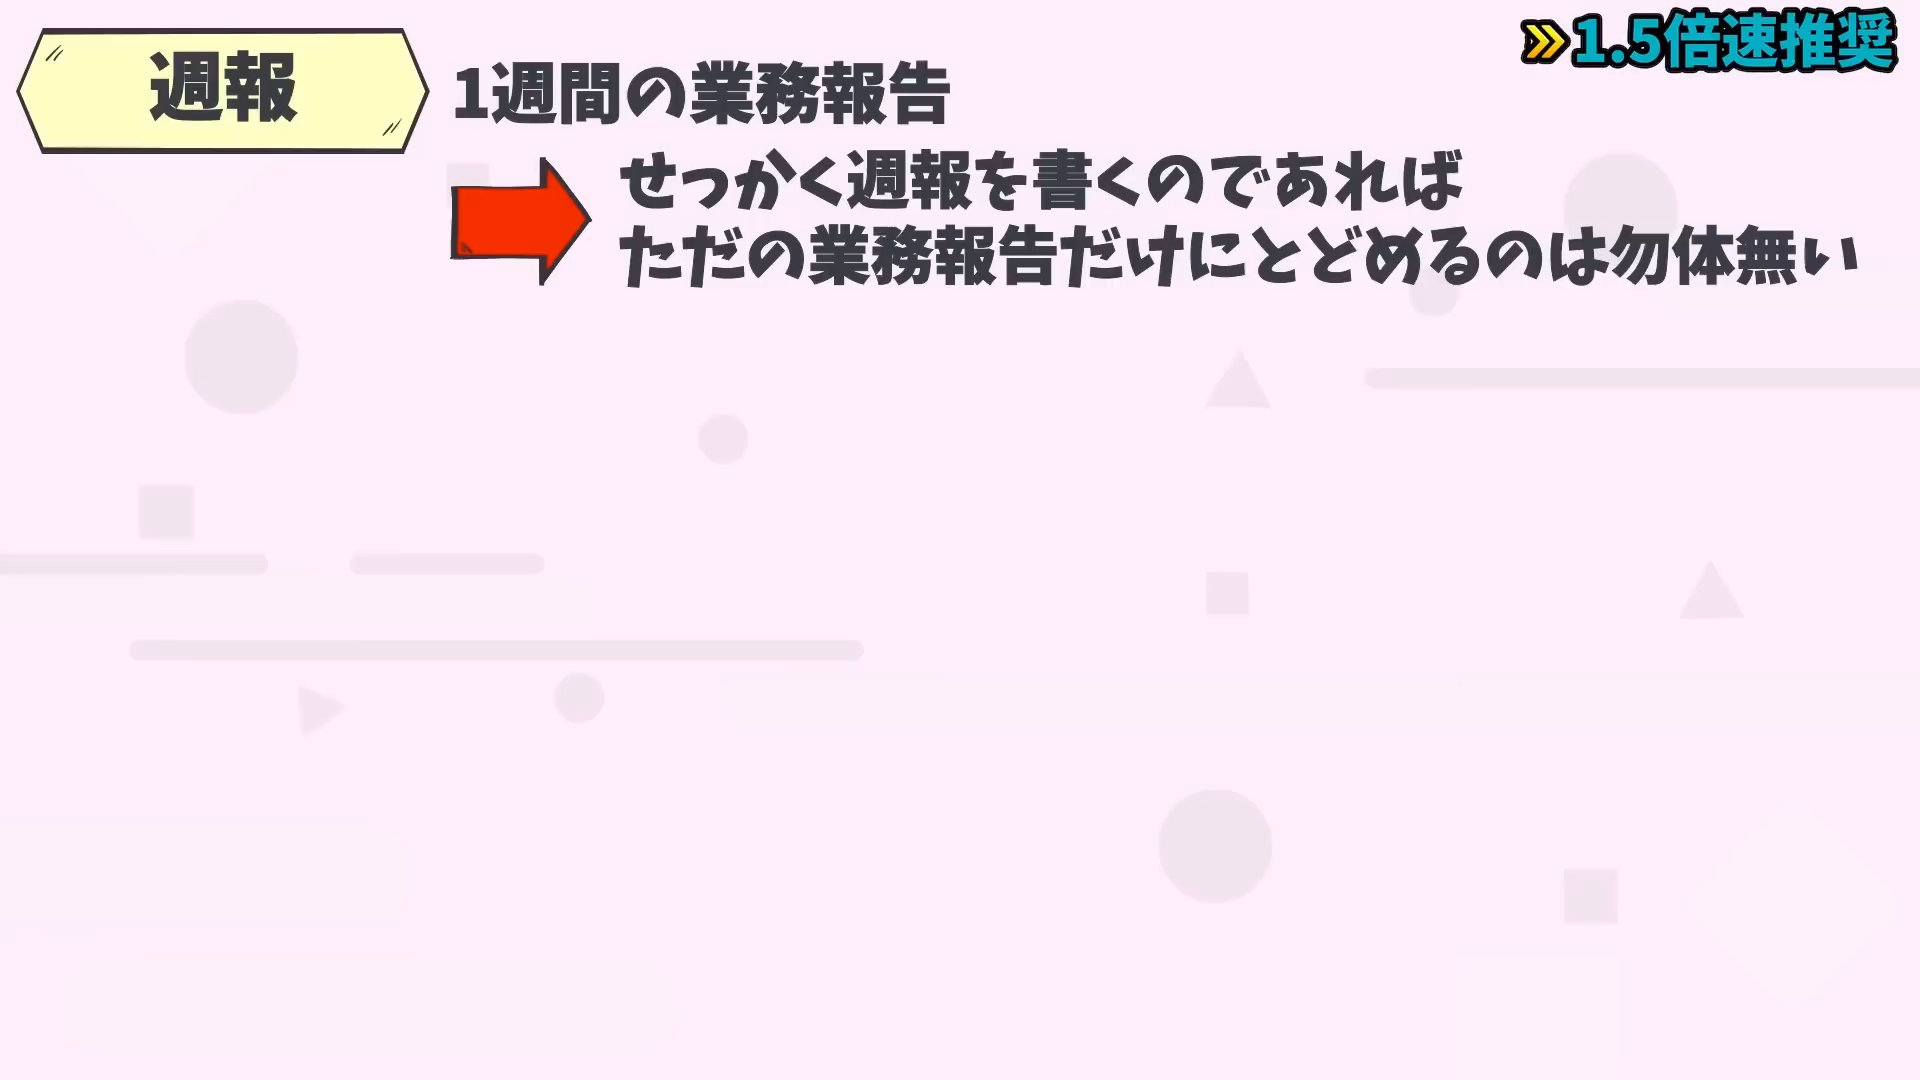 週報
1週間の業務報告
1.5倍速推奨
せっかく週報を書くのであれば
ただの業務報告だけにとどめるのは勿体無い